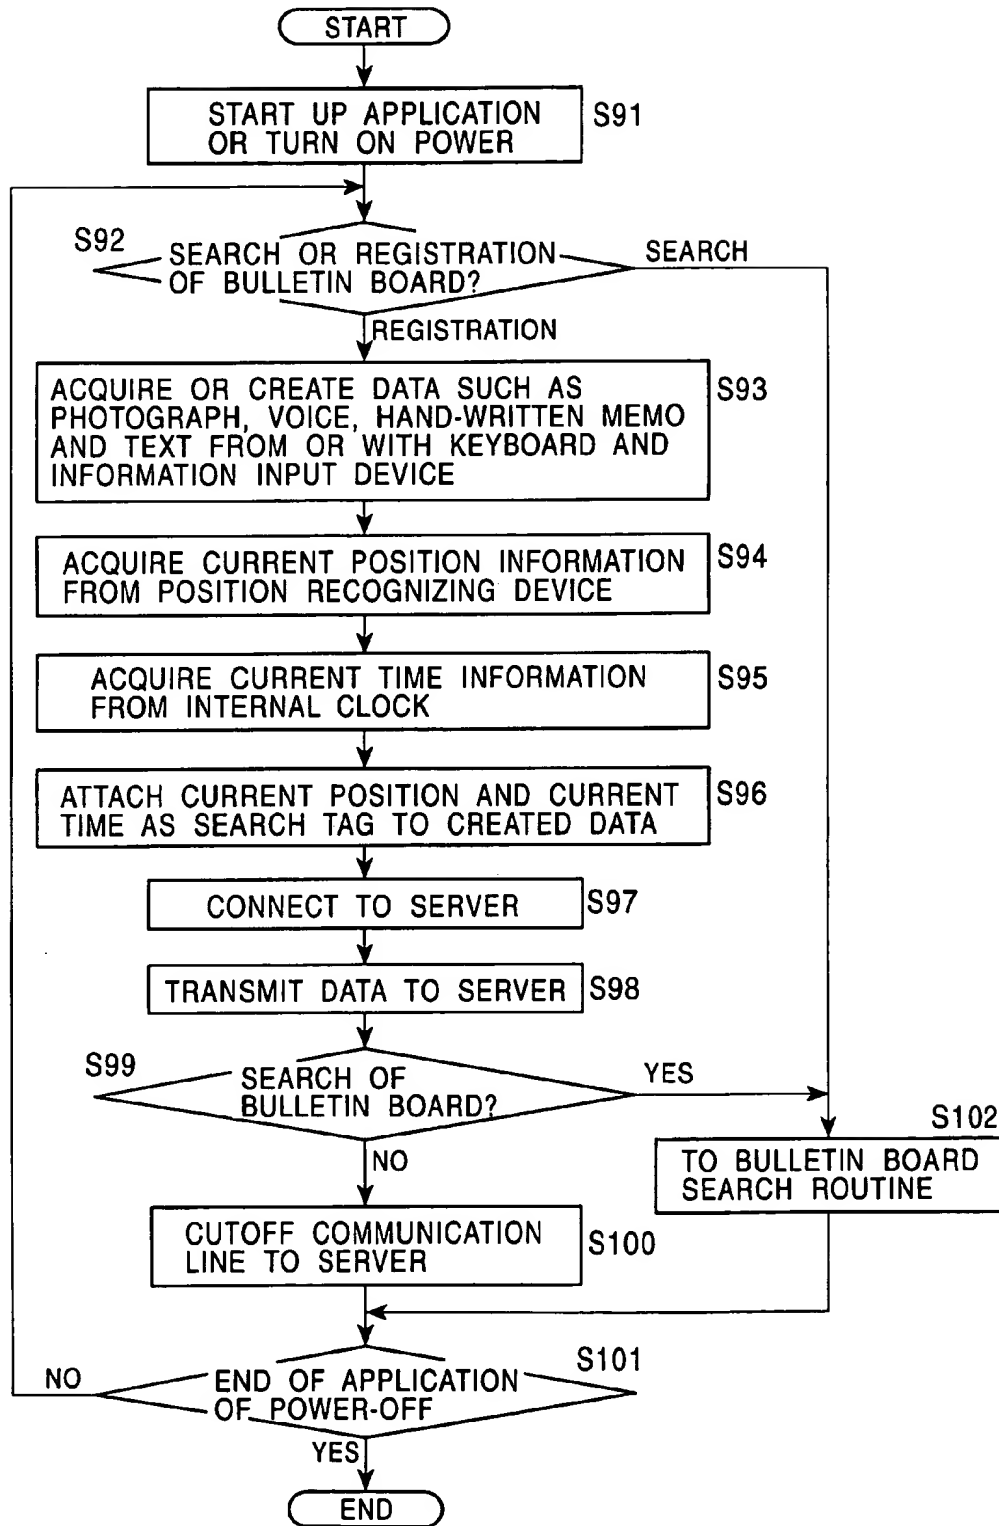 START
START UP APPLICATION
OR TURN ON POWER
S91
S92
SEARCH OR REGISTRATION
OF BULLETIN BOARD?
SEARCH
REGISTRATION
ACQUIRE OR CREATE DATA SUCH AS
PHOTOGRAPH, VOICE, HAND-WRITTEN MEMO
AND TEXT FROM OR WITH KEYBOARD AND
INFORMATION INPUT DEVICE
S93
ACQUIRE CURRENT POSITION INFORMATION
FROM POSITION RECOGNIZING DEVICE
S94
ACQUIRE CURRENT TIME INFORMATION
FROM INTERNAL CLOCK
S95
ATTACH CURRENT POSITION AND CURRENT
TIME AS SEARCH TAG TO CREATED DATA
S96
CONNECT TO SERVER
S97
TRANSMIT DATA TO SERVER
S98
S99
SEARCH OF
BULLETIN BOARD?
YES
NO
S102
TO BULLETIN BOARD
SEARCH ROUTINE
CUTOFF COMMUNICATION
LINE TO SERVER
S100
S101
END OF APPLICATION
OF POWER-OFF
NO
YES
END